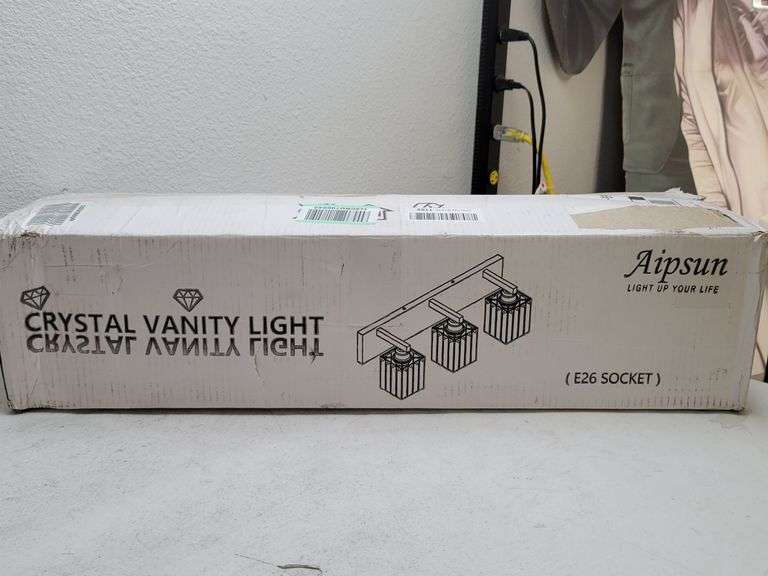 Aipsun
LIGHT UP YOUR LIFE
CRYSTAL VANITY LIGHT
CRYSTAL VANITY LIGHT
( E26 SOCKET )